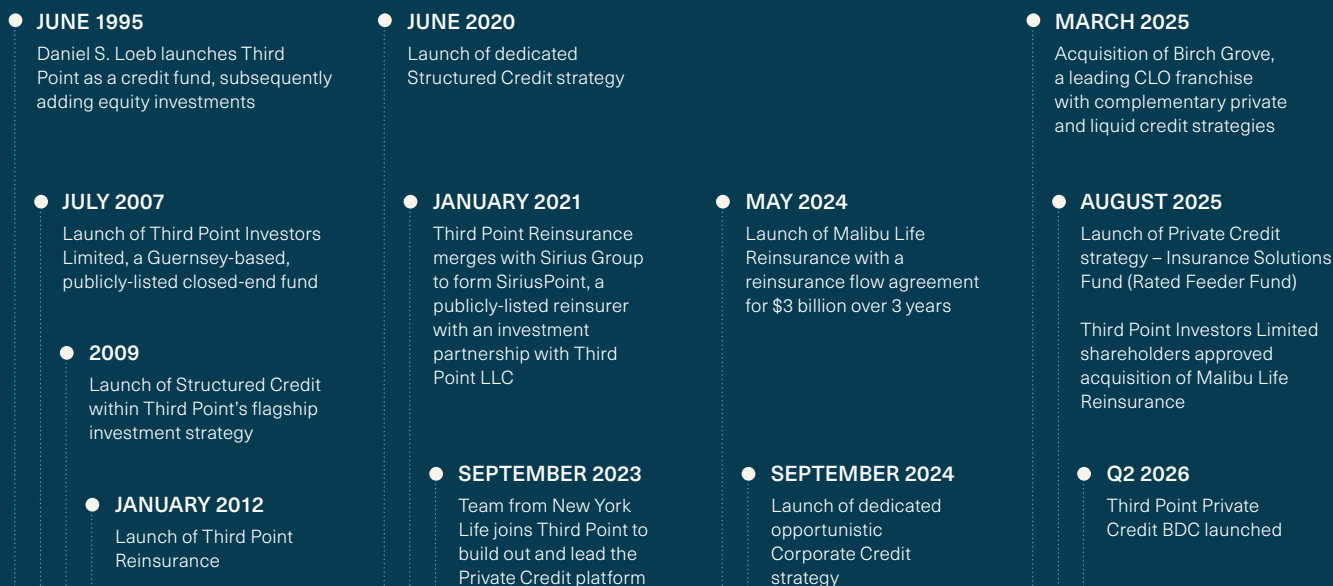 JUNE 1995
Daniel S. Loeb launches Third
Point as a credit fund, subsequently
adding equity investments
JULY 2007
Launch of Third Point Investors
Limited, a Guernsey-based,
publicly-listed closed-end fund
2009
Launch of Structured Credit
within Third Point's flagship
investment strategy
JANUARY 2012
Launch of Third Point
Reinsurance
JUNE 2020
Launch of dedicated
Structured Credit strategy
JANUARY 2021
Third Point Reinsurance
merges with Sirius Group
to form SiriusPoint, a
publicly-listed reinsurer
with an investment
partnership with Third
Point LLC
SEPTEMBER 2023
Team from New York
Life joins Third Point to
build out and lead the
Private Credit platform
MAY 2024
Launch of Malibu Life
Reinsurance with a
reinsurance flow agreement
for $3 billion over 3 years
SEPTEMBER 2024
Launch of dedicated
opportunistic
Corporate Credit
strategy
MARCH 2025
Acquisition of Birch Grove,
a leading CLO franchise
with complementary private
and liquid credit strategies
AUGUST 2025
Launch of Private Credit
strategy – Insurance Solutions
Fund (Rated Feeder Fund)
Third Point Investors Limited
shareholders approved
acquisition of Malibu Life
Reinsurance
Q2 2026
Third Point Private
Credit BDC launched